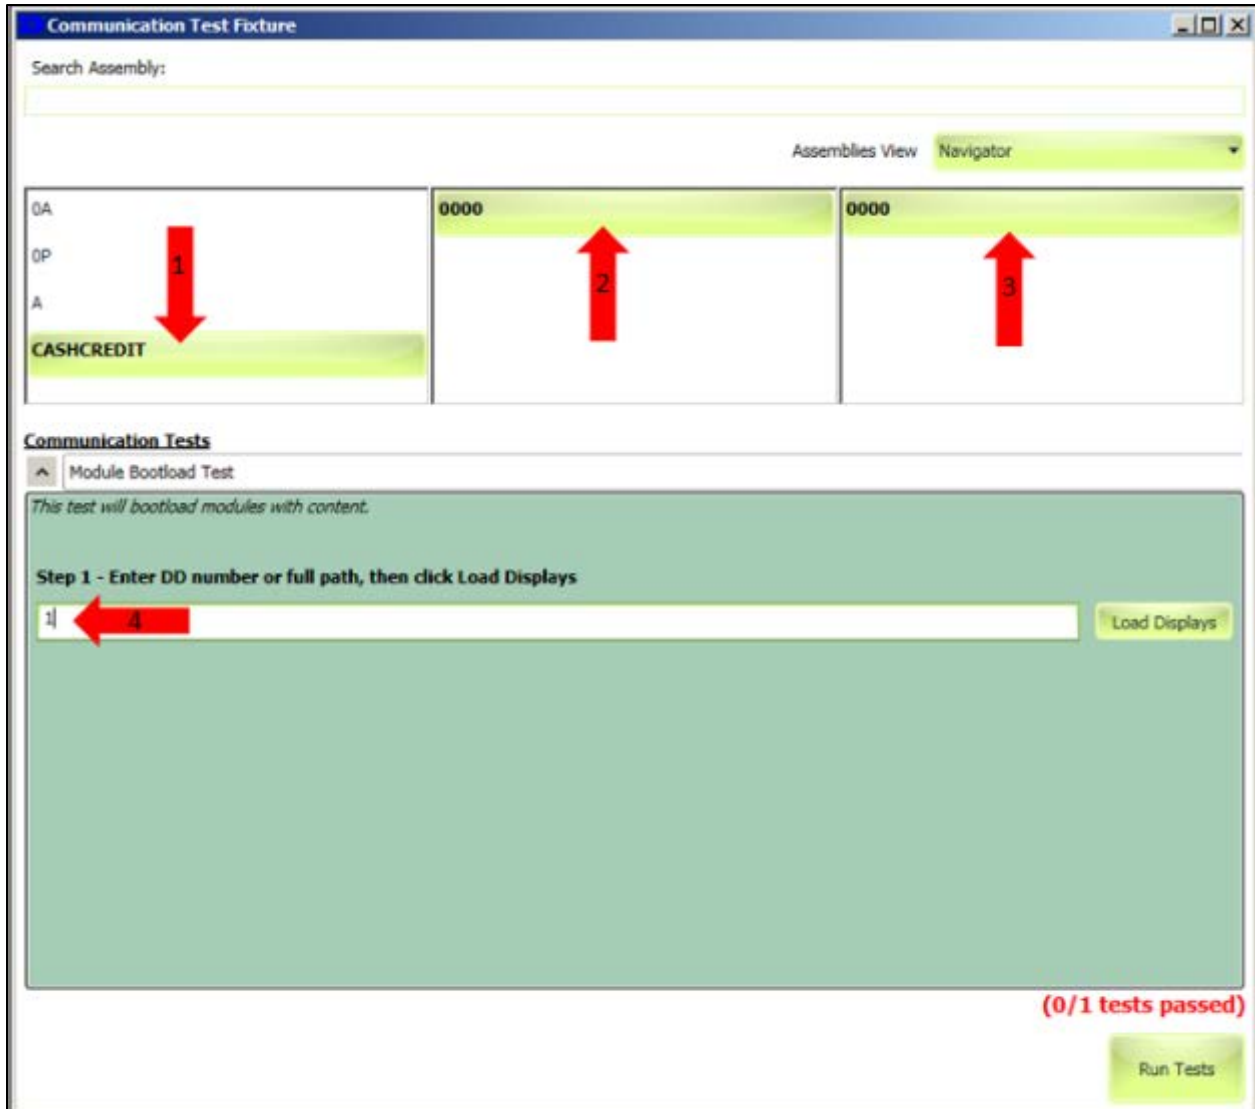 Communication Test Fixture
Search Assembly:
Assemblies View Navigator
0A
0P
A
CASHCREDIT
1
0000
2
0000
3
Communication Tests
Module Bootload Test
This test will bootload modules with content.
Step 1 - Enter DD number or full path, then click Load Displays
1 4 Load Displays
(0/1 tests passed)
Run Tests